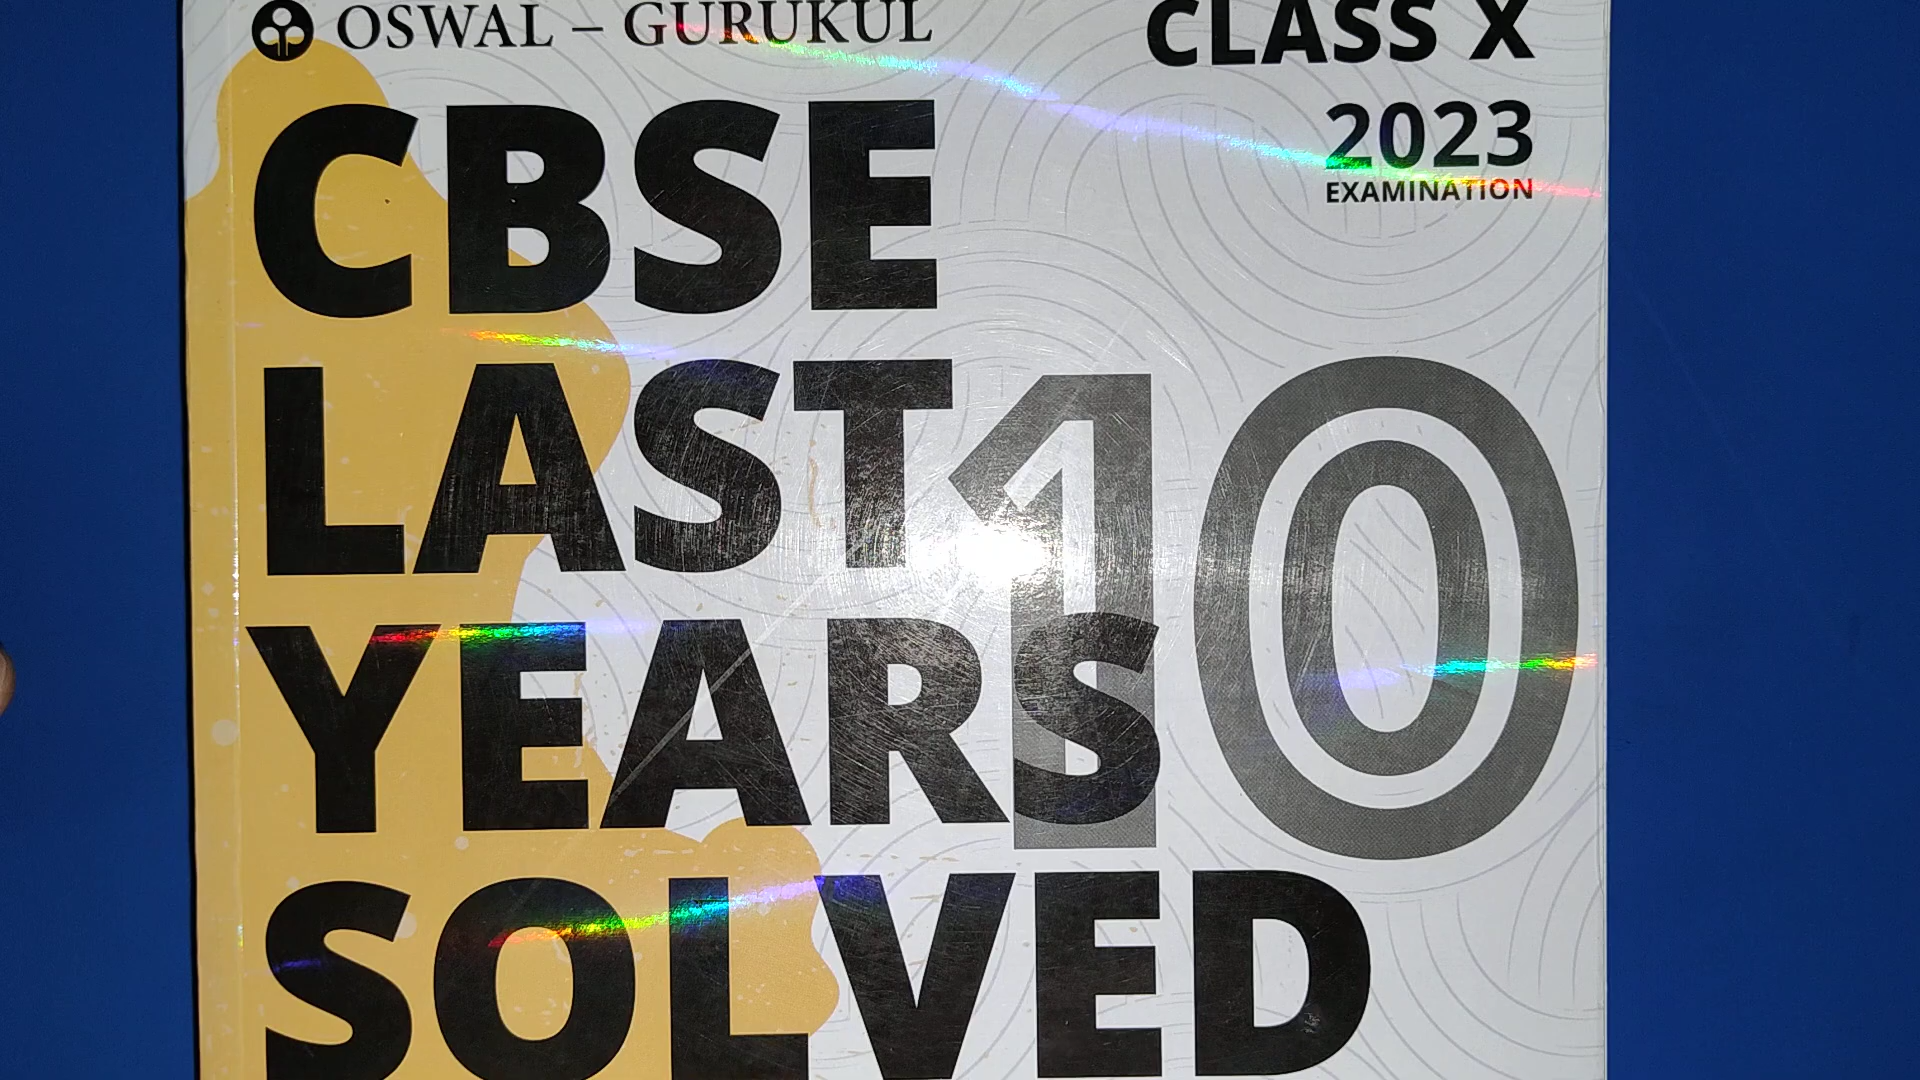 OSWAL – GURUKUL
CLASS X
2023
EXAMINATION
CBSE
LAST 10
YEARS
SOLVED